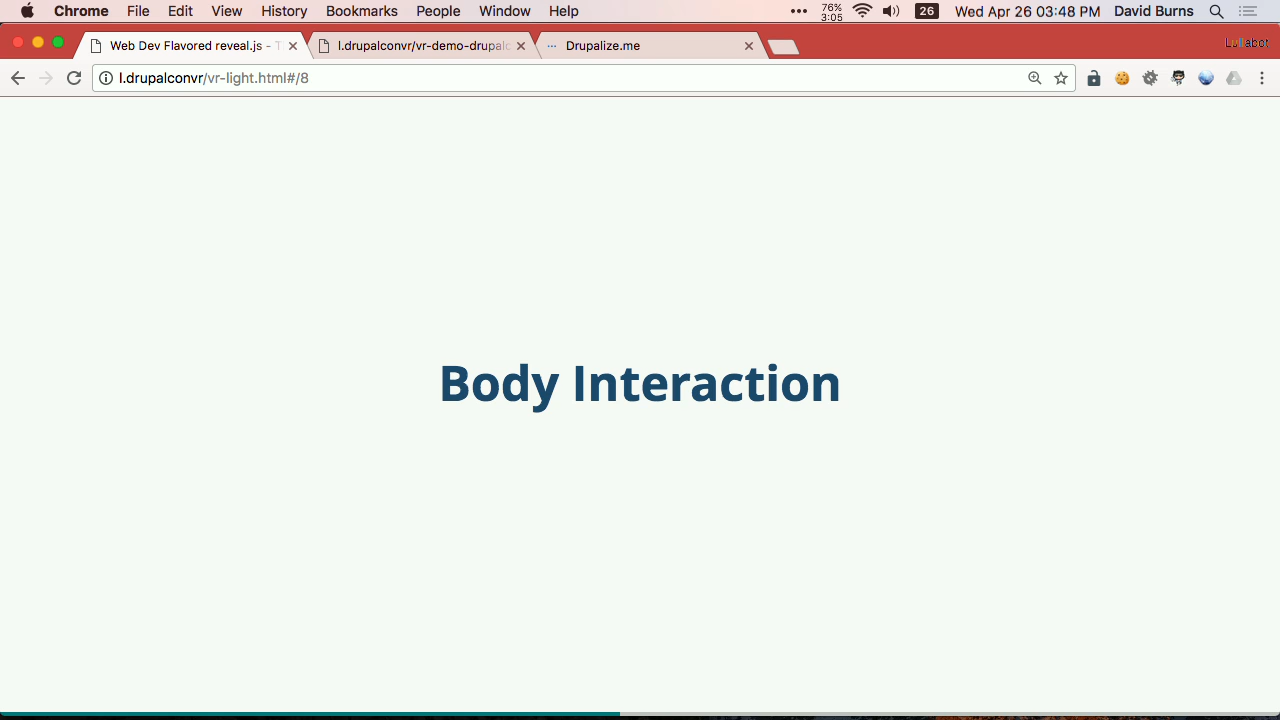 Chrome File Edit View History Bookmarks People Window Help ••• 76% 3:05 26 Wed Apr 26 03:48 PM David Burns
Web Dev Flavored reveal.js - T l.drupalconvr/vr-demo-drupalc Drupalize.me Lullabot
l.drupalconvr/vr-light.html#/8
Body Interaction